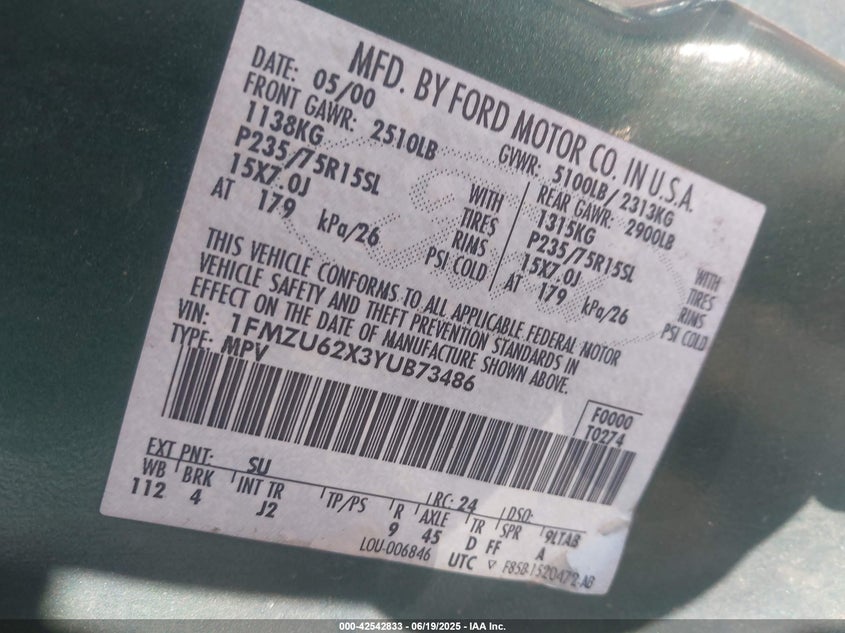 MFD. BY FORD MOTOR CO. IN U.S.A.
DATE: 05/00 GVWR: 5100LB/ 2313KG
FRONT GAWR: 2510LB REAR GAWR: 2900LB
1138KG WITH 1315KG WITH
P235/75R15SL TIRES P235/75R15SL TIRES
15X7.0J RIMS 15X7.0J RIMS
AT 179 kPa/26 PSI COLD AT 179 kPa/26 PSI COLD
THIS VEHICLE CONFORMS TO ALL APPLICABLE FEDERAL MOTOR
VEHICLE SAFETY AND THEFT PREVENTION STANDARDS IN
EFFECT ON THE DATE OF MANUFACTURE SHOWN ABOVE.
VIN: 1FMZU62X3YUB73486
TYPE: MPV
F0000
T0274
EXT PNT: SU RC: 24 DSO:
WB BRK INT TR TP/PS R AXLE TR SPR 9LTAB
112 4 J2 9 45 D FF A
LOU-006846 UTC ▽ F85B-1520472-AB
000-42542833 - 06/19/2025 - IAA Inc.